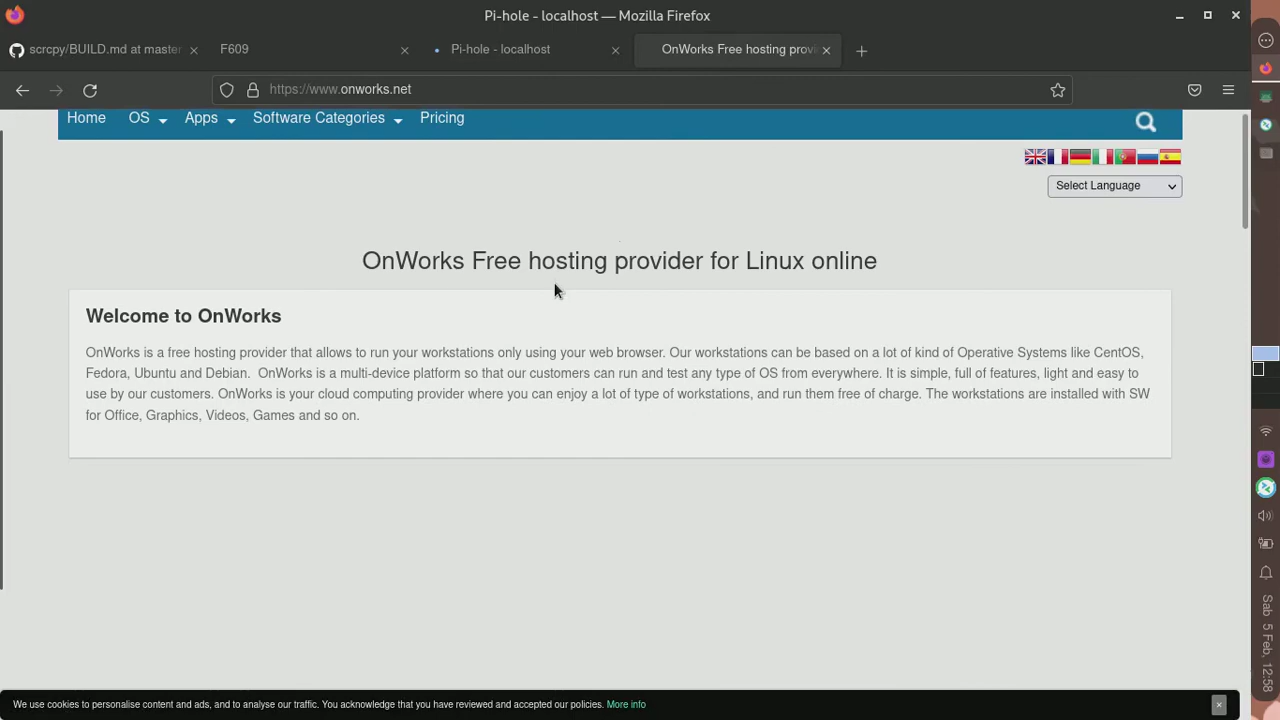 Pi-hole - localhost — Mozilla Firefox
scrcpy/BUILD.md at master
F609
Pi-hole - localhost
OnWorks Free hosting provi
https://www.onworks.net
Home
OS
Apps
Software Categories
Pricing
Select Language
OnWorks Free hosting provider for Linux online
Welcome to OnWorks
OnWorks is a free hosting provider that allows to run your workstations only using your web browser. Our workstations can be based on a lot of kind of Operative Systems like CentOS,
Fedora, Ubuntu and Debian. OnWorks is a multi-device platform so that our customers can run and test any type of OS from everywhere. It is simple, full of features, light and easy to
use by our customers. OnWorks is your cloud computing provider where you can enjoy a lot of type of workstations, and run them free of charge. The workstations are installed with SW
for Office, Graphics, Videos, Games and so on.
We use cookies to personalise content and ads, and to analyse our traffic. You acknowledge that you have reviewed and accepted our policies. More info
Sab 5 Feb, 12:58